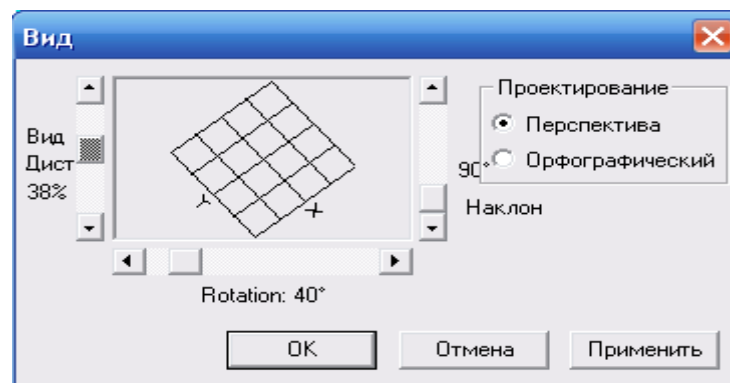 Вид
Вид
Дист
38%
Y
X
Rotation: 40°
90°
Наклон
Проектирование
Перспектива
Орфографический
OK
Отмена
Применить